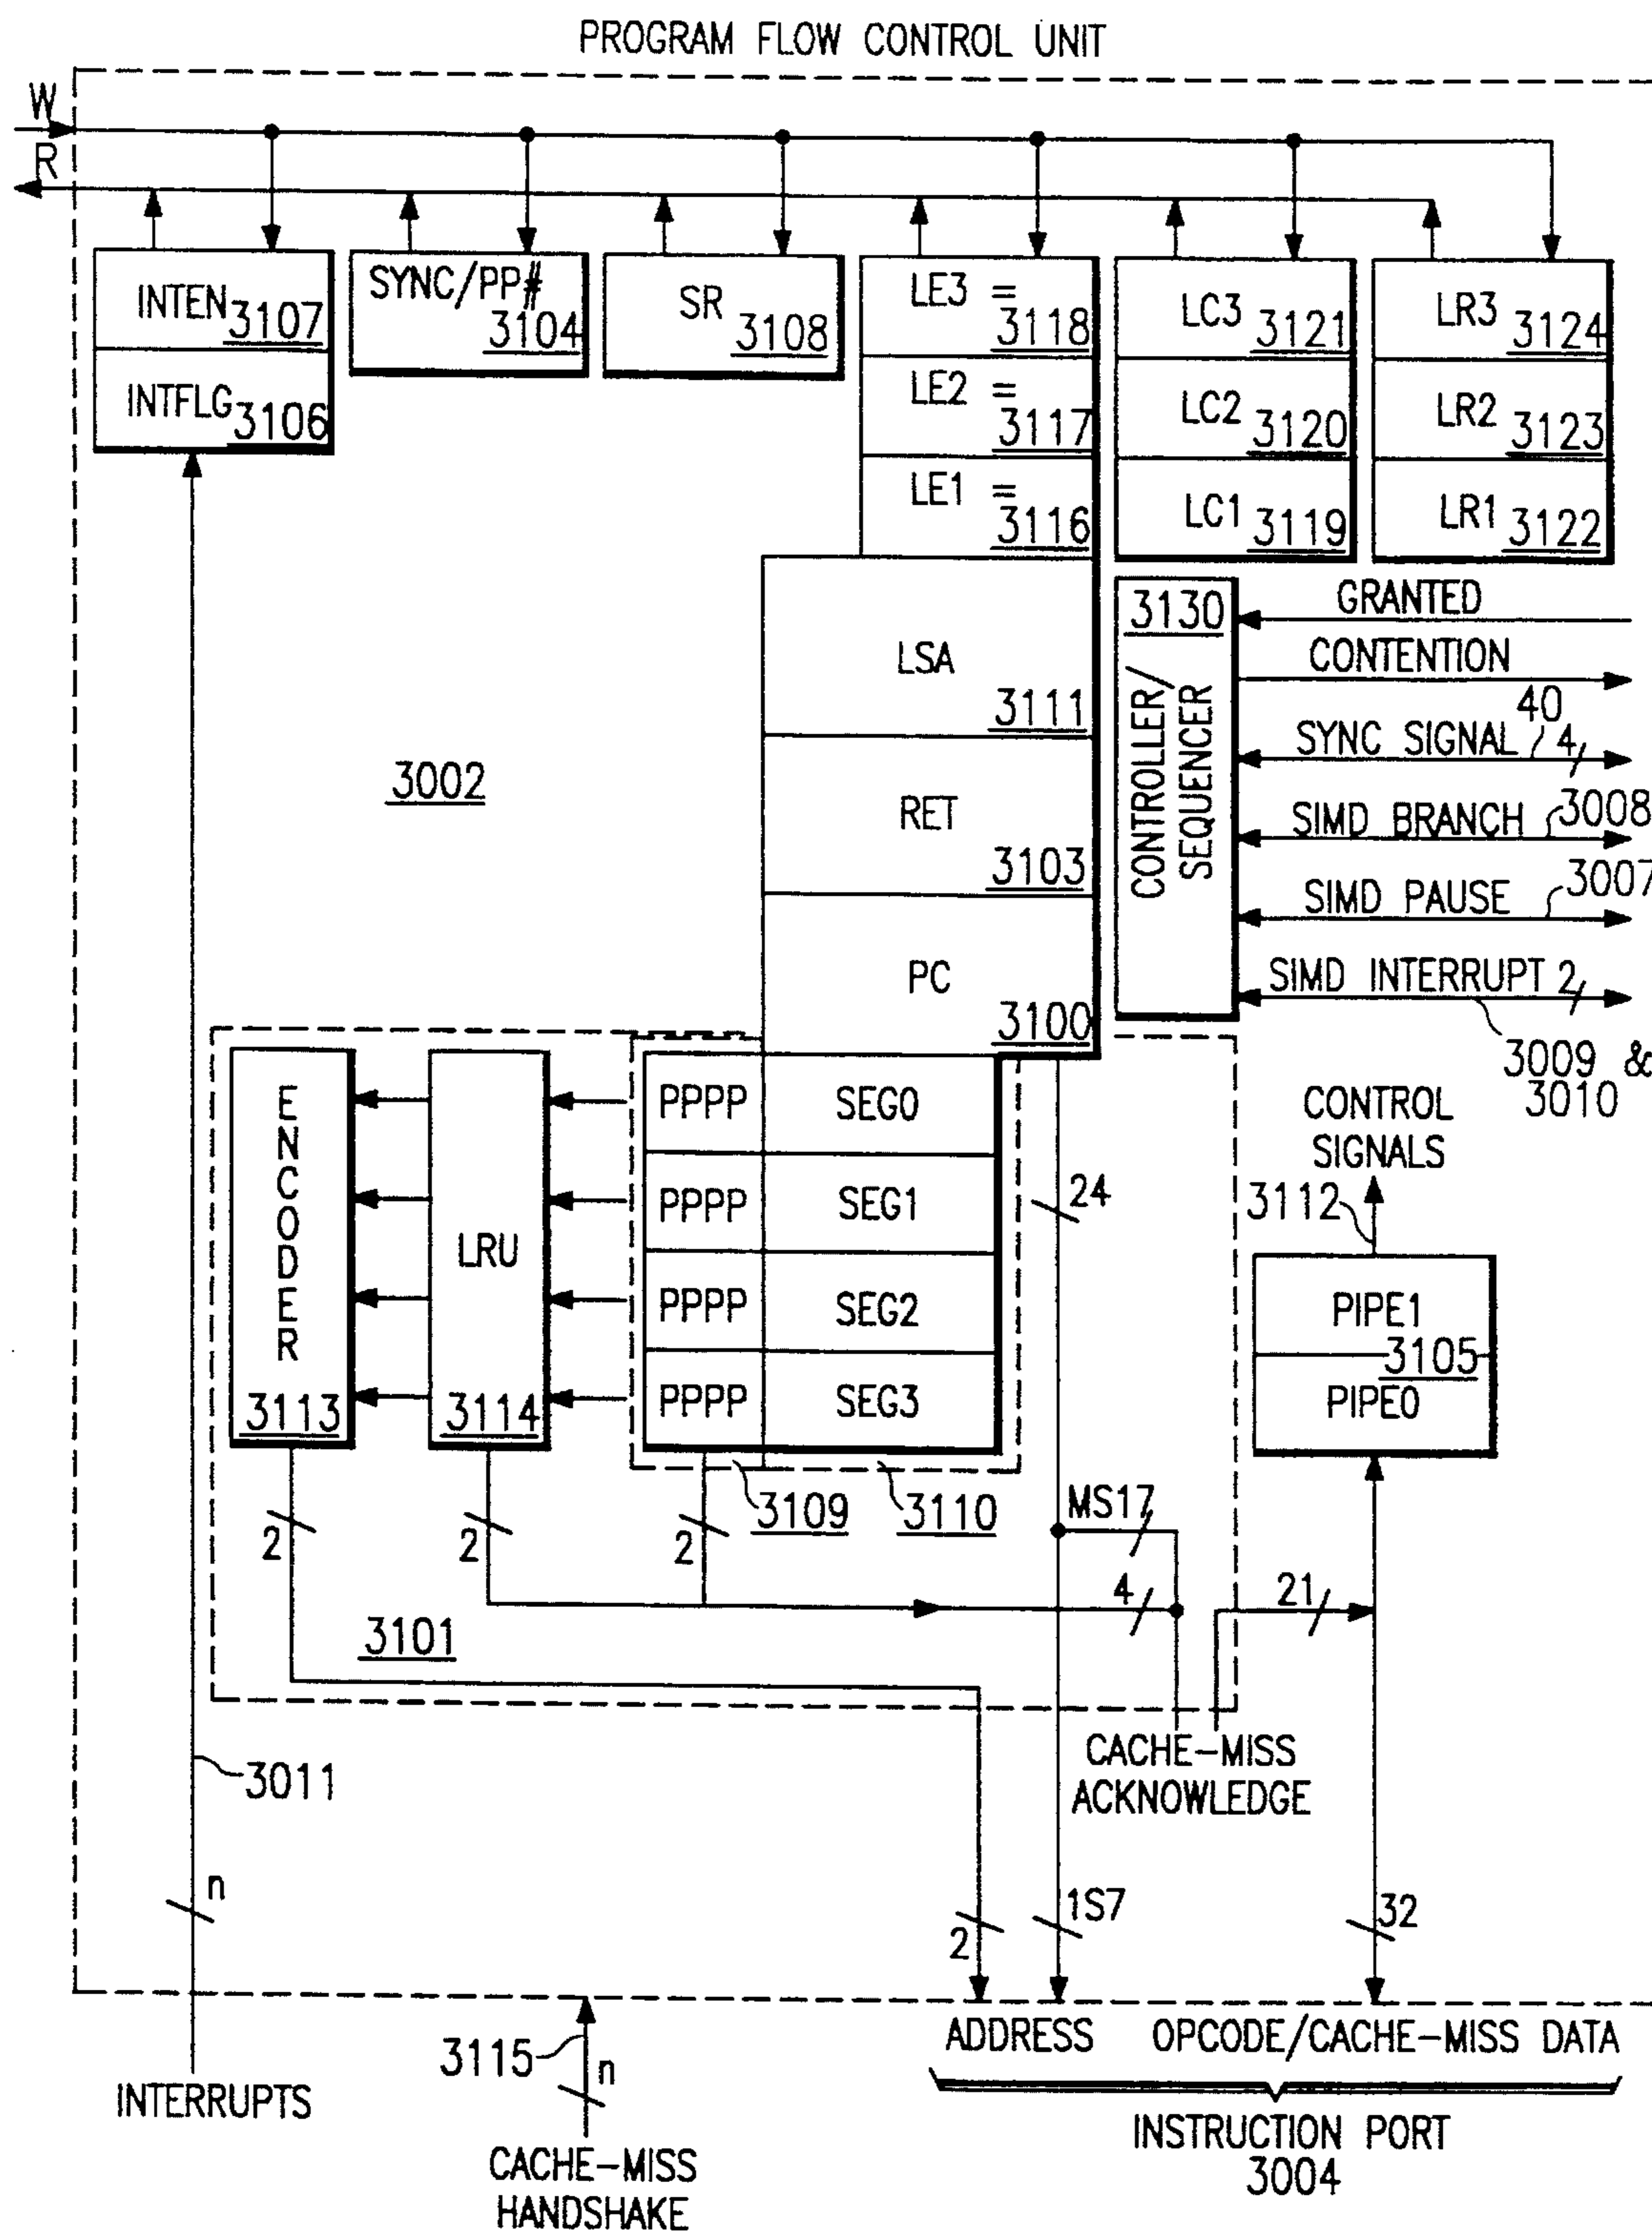 PROGRAM FLOW CONTROL UNIT
W
R
INTEN 3107
INTFLG 3106
SYNC/PP# 3104
SR 3108
LE3 = 3118
LE2 = 3117
LE1 = 3116
LC3 3121
LC2 3120
LC1 3119
LR3 3124
LR2 3123
LR1 3122
LSA 3111
RET 3103
PC 3100
3002
3130
CONTROLLER/
SEQUENCER
GRANTED
CONTENTION
40
SYNC SIGNAL 4
SIMD BRANCH 3008
SIMD PAUSE 3007
SIMD INTERRUPT 2
3009 &
3010
CONTROL
SIGNALS
3112
PIPE1
3105
PIPE0
ENCODER
3113
LRU
3114
PPPP SEG0
PPPP SEG1
PPPP SEG2
PPPP SEG3
24
3109
3110
2
2
2
MS17
4
21
3101
CACHE-MISS
ACKNOWLEDGE
3011
n
2
1S7
32
3115
n
ADDRESS
OPCODE/CACHE-MISS DATA
INTERRUPTS
CACHE-MISS
HANDSHAKE
INSTRUCTION PORT
3004